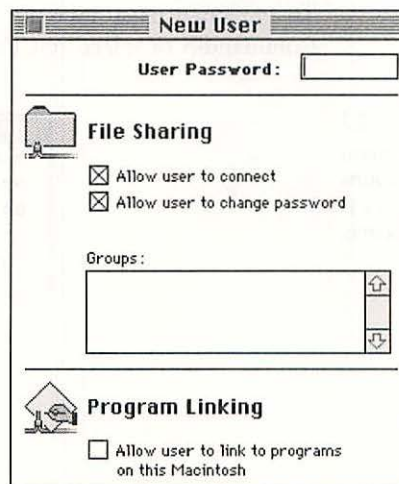 New User
User Password:
File Sharing
Allow user to connect
Allow user to change password
Groups:
Program Linking
Allow user to link to programs
on this Macintosh